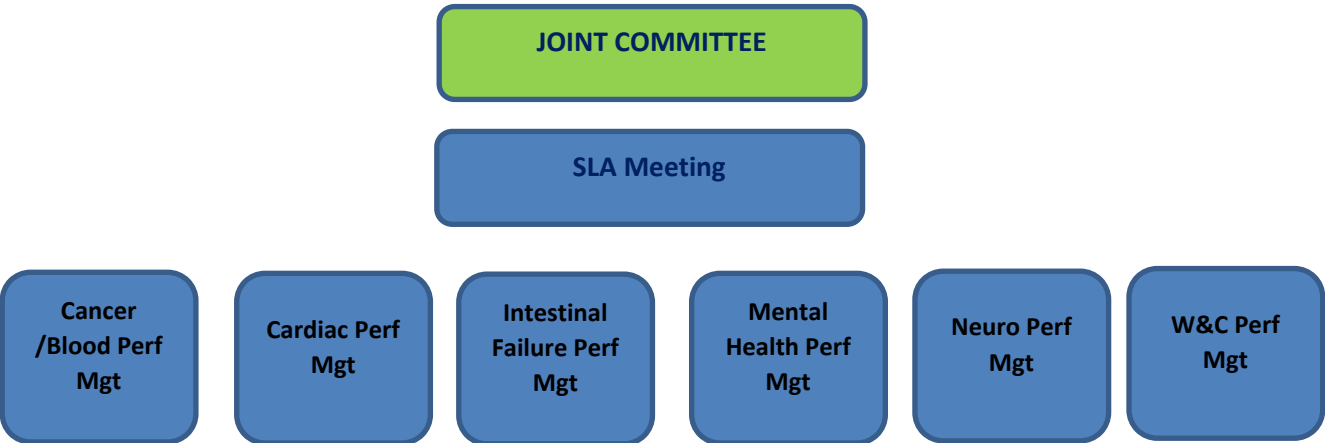 JOINT COMMITTEE
SLA Meeting
Cancer
/Blood Perf
Mgt
Cardiac Perf
Mgt
Intestinal
Failure Perf
Mgt
Mental
Health Perf
Mgt
Neuro Perf
Mgt
W&C Perf
Mgt